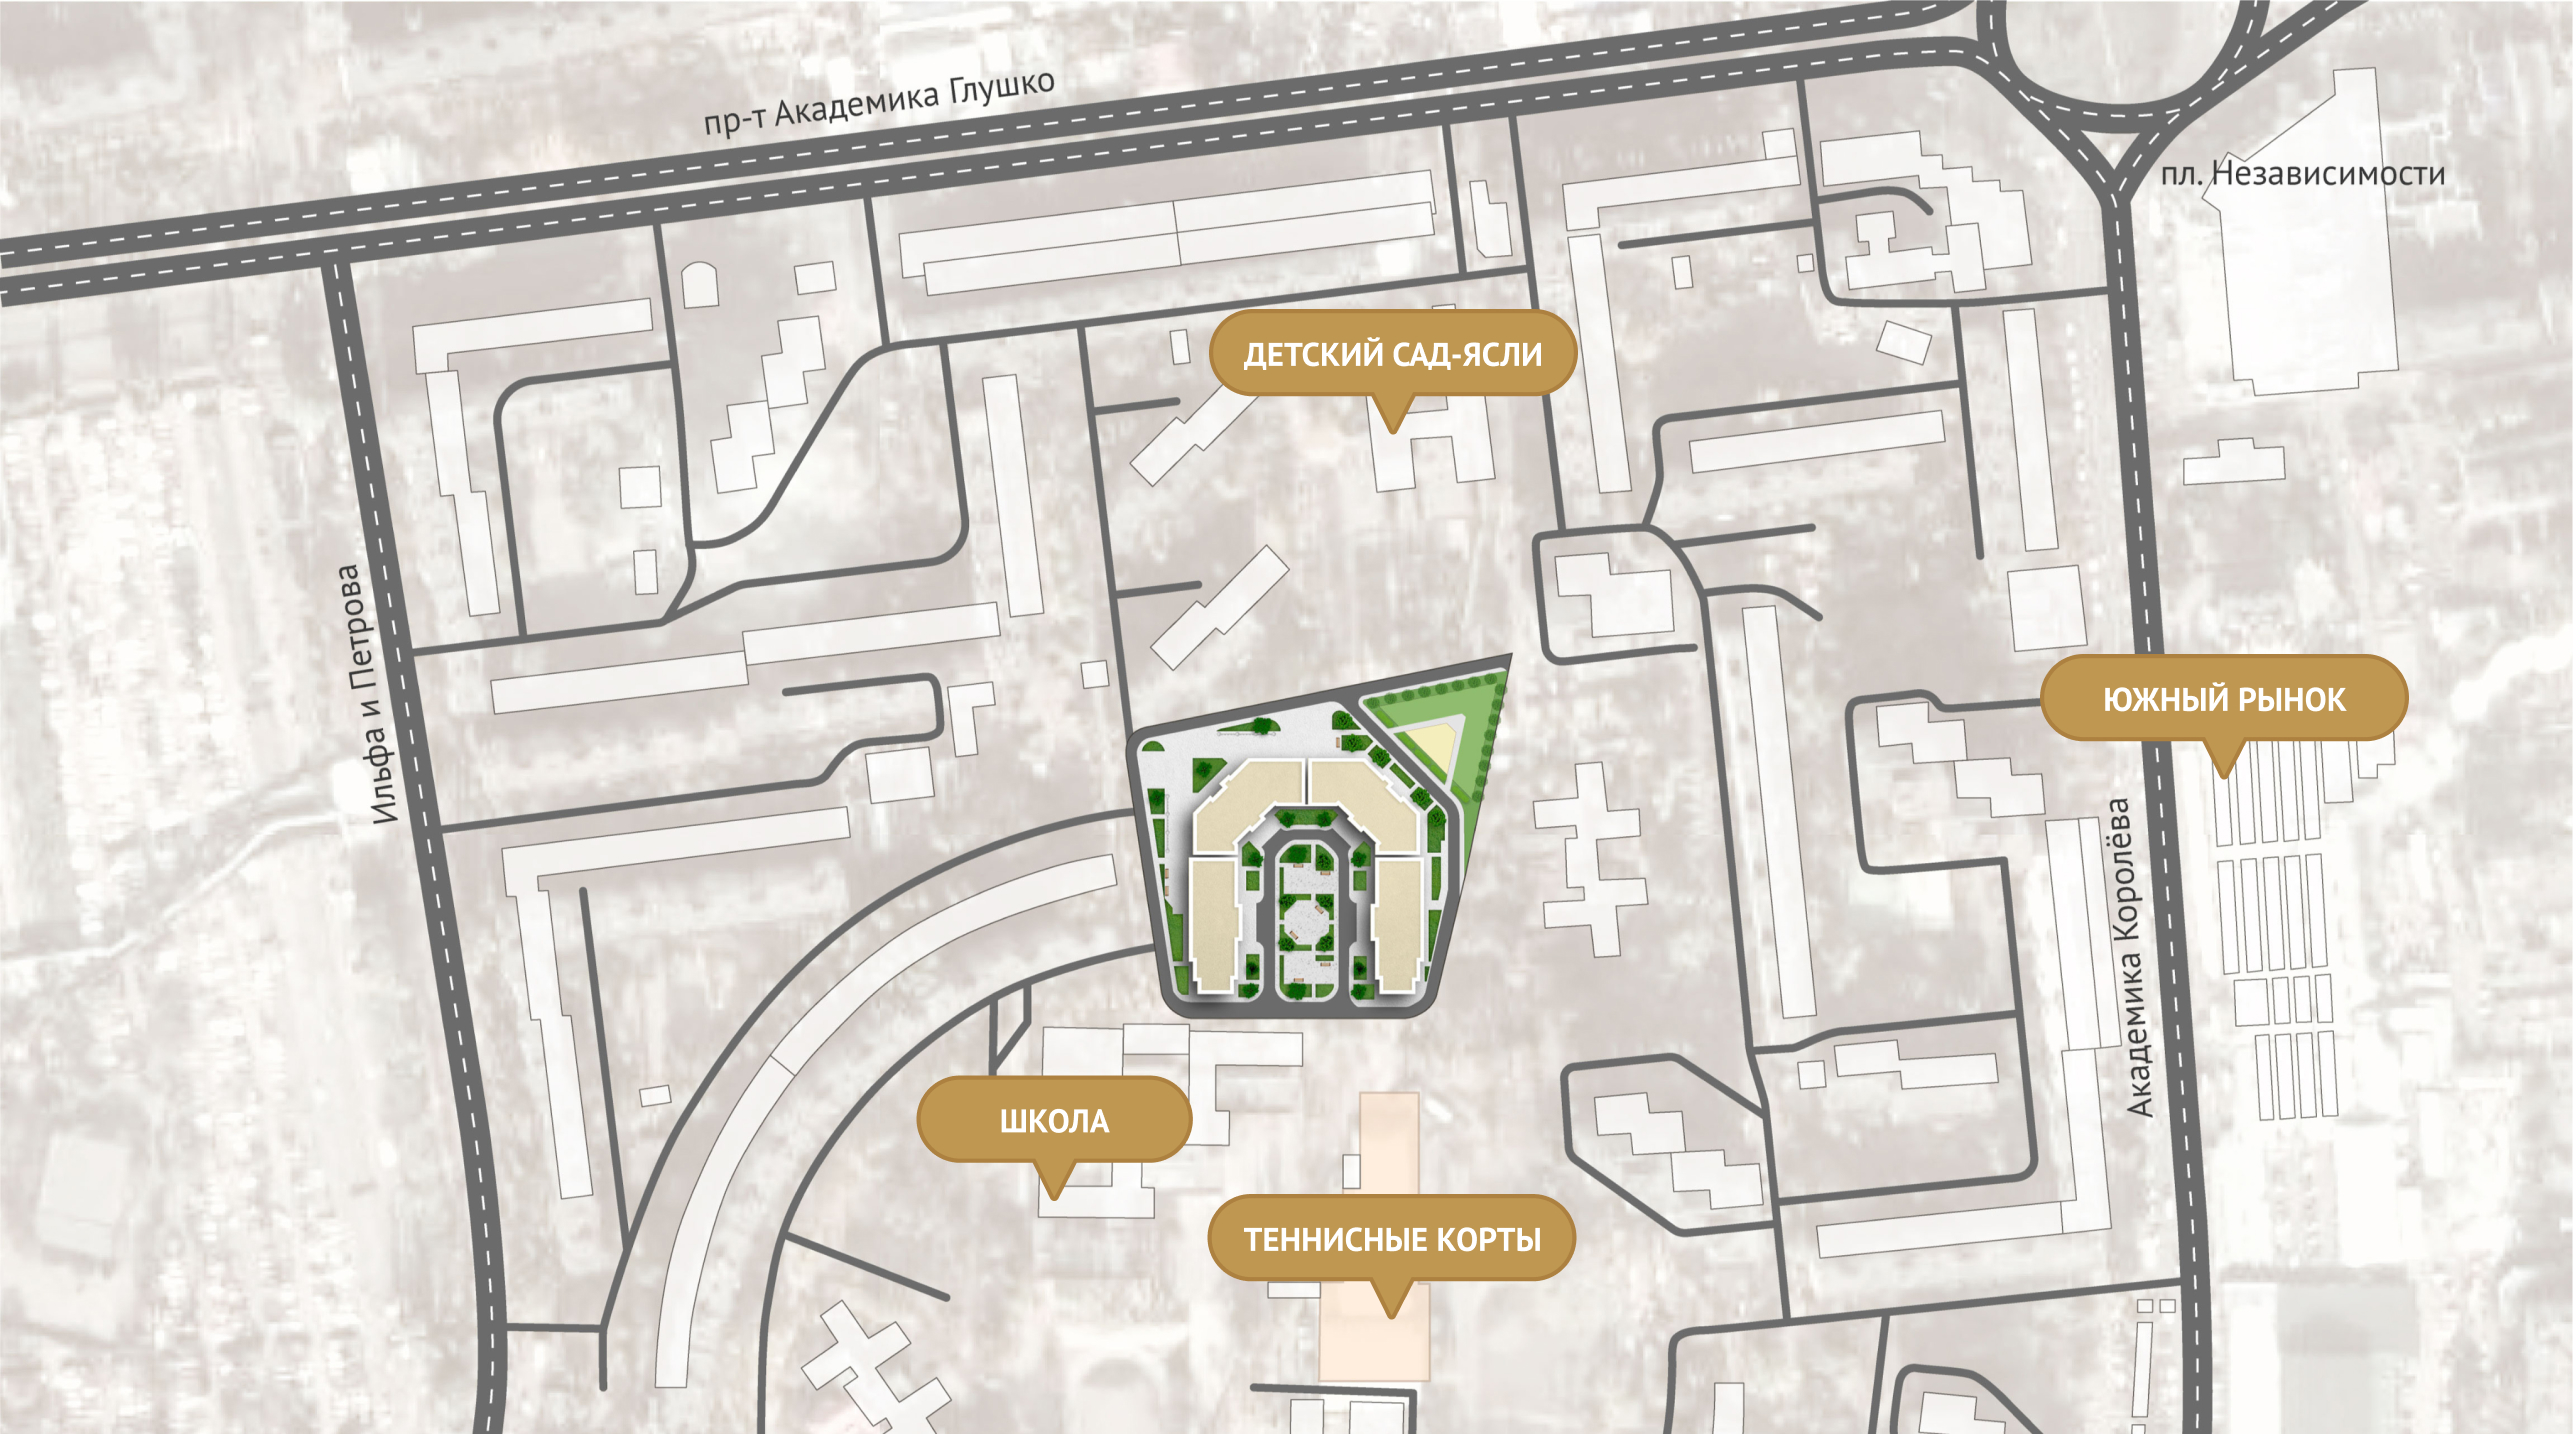 пр-т Академика Глушко
пл. Независимости
ДЕТСКИЙ САД-ЯСЛИ
Ильфа и Петрова
ЮЖНЫЙ РЫНОК
Академика Королёва
ШКОЛА
ТЕННИСНЫЕ КОРТЫ